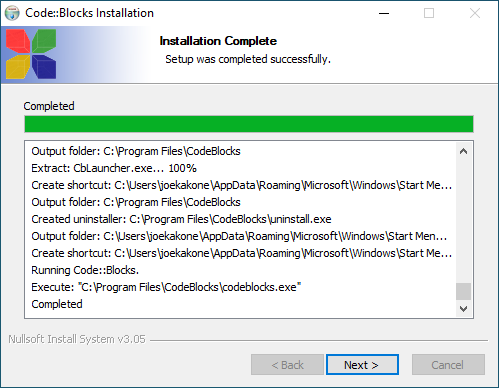 Code::Blocks Installation
Installation Complete
Setup was completed successfully.
Completed
Output folder: C:\Program Files\CodeBlocks
Extract: CbLauncher.exe... 100%
Create shortcut: C:\Users\joekakone\AppData\Roaming\Microsoft\Windows\Start Me...
Output folder: C:\Program Files\CodeBlocks
Created uninstaller: C:\Program Files\CodeBlocks\uninstall.exe
Output folder: C:\Users\joekakone\AppData\Roaming\Microsoft\Windows\Start Men...
Create shortcut: C:\Users\joekakone\AppData\Roaming\Microsoft\Windows\Start Me...
Running Code::Blocks.
Execute: "C:\Program Files\CodeBlocks\codeblocks.exe"
Completed
Nullsoft Install System v3.05
< Back Next > Cancel